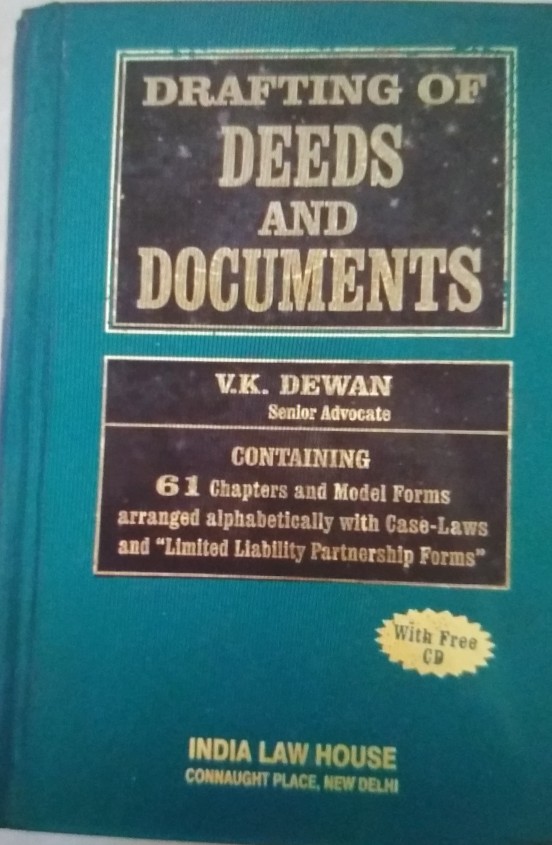 DRAFTING OF
DEEDS
AND
DOCUMENTS
V.K. DEWAN
Senior Advocate
CONTAINING
61 Chapters and Model Forms
arranged alphabetically with Case-Laws
and “Limited Liability Partnership Forms”
With Free
CD
INDIA LAW HOUSE
CONNAUGHT PLACE, NEW DELHI